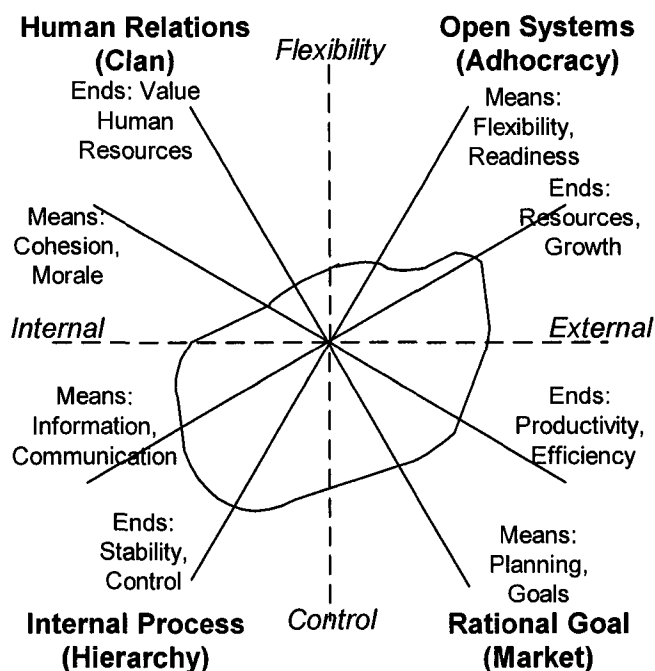 Human Relations
(Clan)
Flexibility
Open Systems
(Adhocracy)
Ends: Value
Human
Resources
Means:
Flexibility,
Readiness
Means:
Cohesion,
Morale
Ends:
Resources,
Growth
Internal
External
Means:
Information,
Communication
Ends:
Productivity,
Efficiency
Ends:
Stability,
Control
Means:
Planning,
Goals
Internal Process
(Hierarchy)
Control
Rational Goal
(Market)